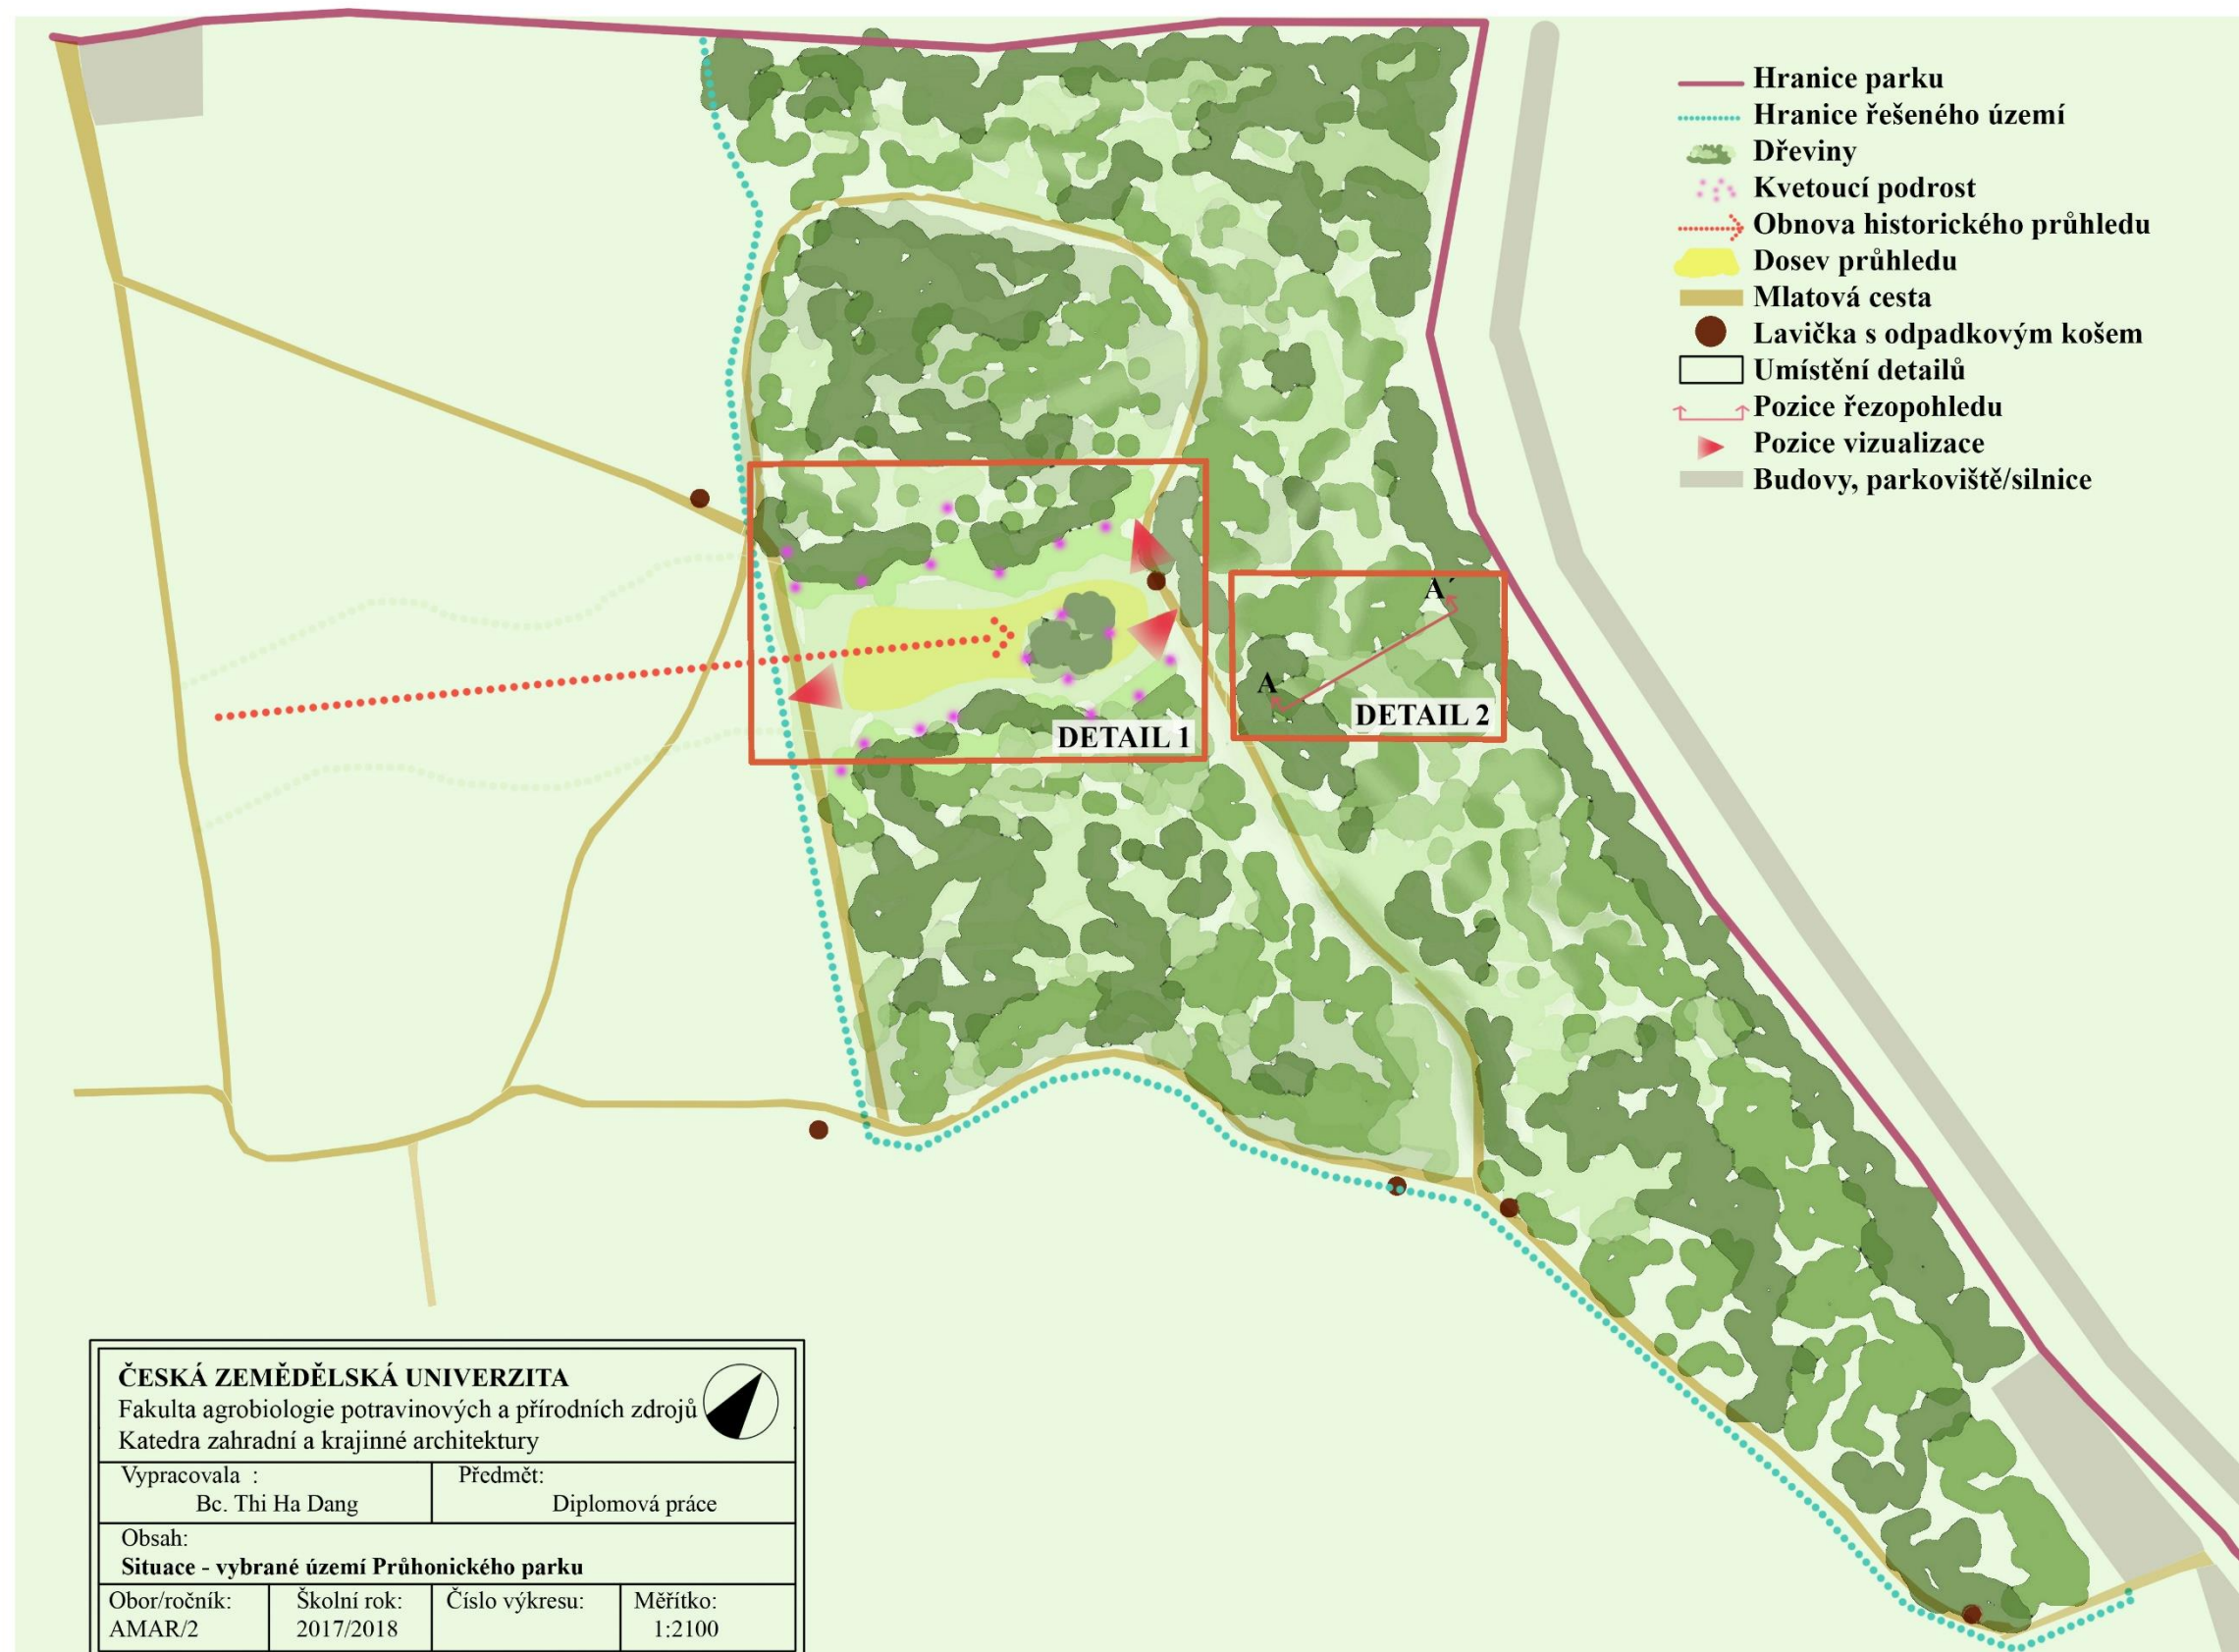 Hranice parku
Hranice řešeného území
Dřeviny
Kvetoucí podrost
Obnova historického průhledu
Dosev průhledu
Mlatová cesta
Lavička s odpadkovým košem
Umístění detailů
Pozice řezopohledu
Pozice vizualizace
Budovy, parkoviště/silnice
A´
A
DETAIL 2
DETAIL 1
ČESKÁ ZEMĚDĚLSKÁ UNIVERZITA
Fakulta agrobiologie potravinových a přírodních zdrojů
Katedra zahradní a krajinné architektury
Vypracovala :
Bc. Thi Ha Dang
Předmět:
Diplomová práce
Obsah:
Situace - vybrané území Průhonického parku
Obor/ročník:
AMAR/2
Školní rok:
2017/2018
Číslo výkresu:
Měřítko:
1:2100